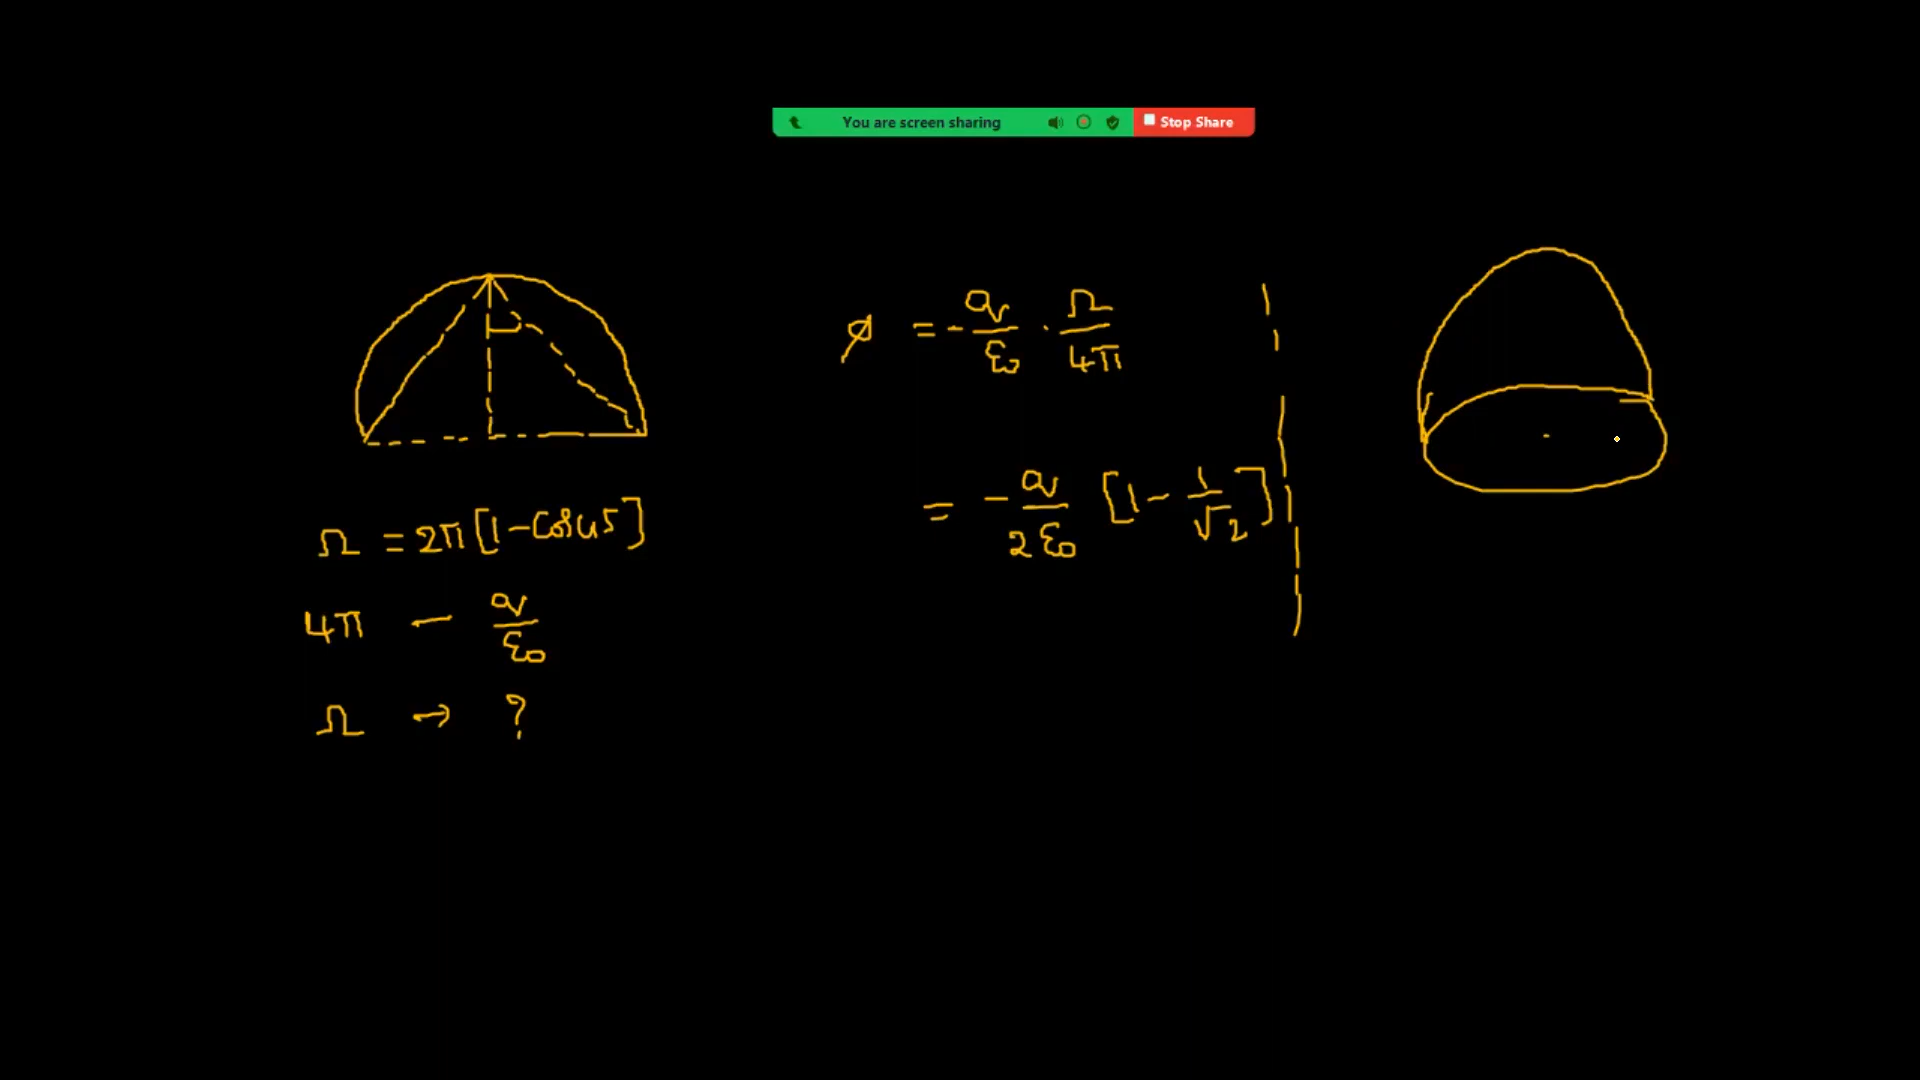 You are screen sharing Stop Share
Ω = 2π[1-Cos45]
4π - q/ε₀
Ω → ?
φ = - q/ε₀ · Ω/4π
= - q/2ε₀ [1 - 1/√2]